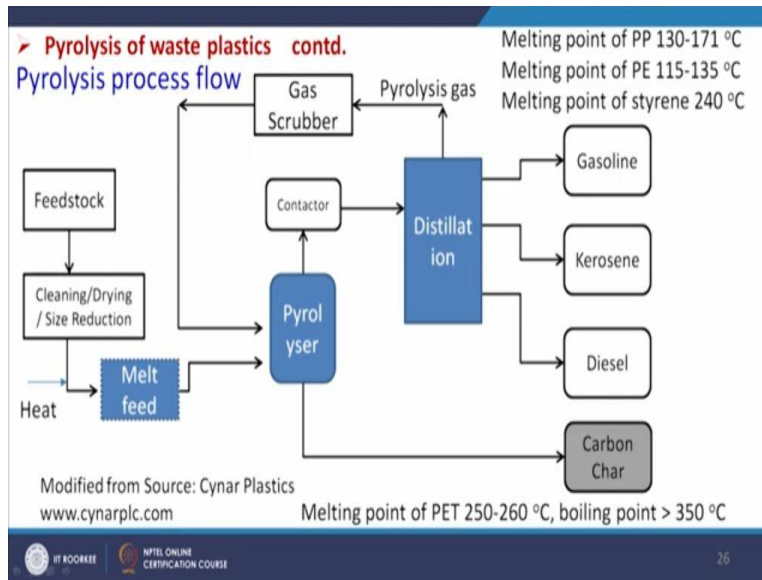 Pyrolysis of waste plastics contd.
Melting point of PP 130-171 °C
Pyrolysis process flow
Melting point of PE 115-135 °C
Melting point of styrene 240 °C
Gas
Scrubber
Pyrolysis gas
Gasoline
Feedstock
Contactor
Distillat
ion
Kerosene
Cleaning/Drying
/ Size Reduction
Pyrol
yser
Diesel
Melt
feed
Heat
Carbon
Char
Modified from Source: Cynar Plastics
www.cynarplc.com
Melting point of PET 250-260 °C, boiling point > 350 °C
IIT ROORKEE
NPTEL ONLINE
CERTIFICATION COURSE
26